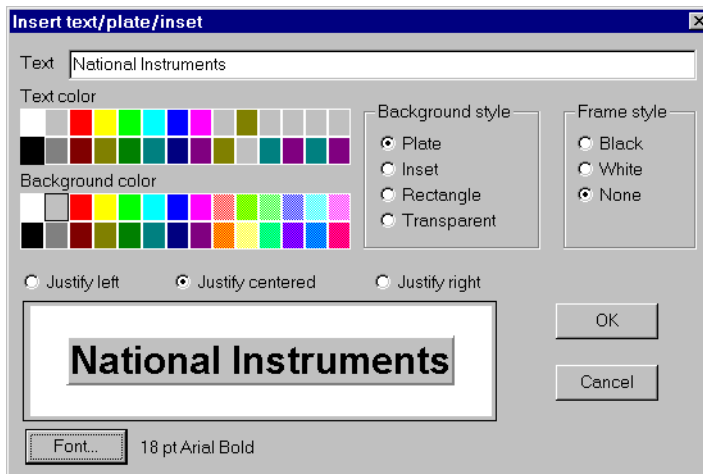 Insert text/plate/inset
Text National Instruments
Text color
Background color
Background style
Plate
Inset
Rectangle
Transparent
Frame style
Black
White
None
Justify left Justify centered Justify right
National Instruments
OK
Cancel
Font... 18 pt Arial Bold